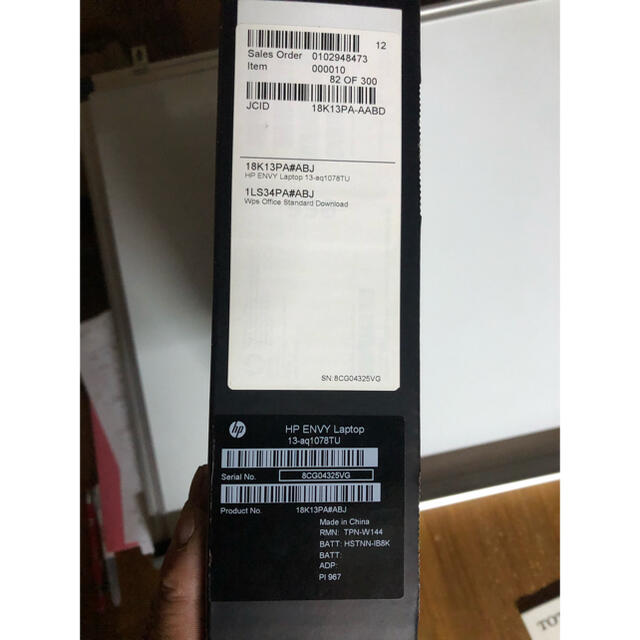 12
Sales Order 0102948473
Item 000010
82 OF 300
JCID 18K13PA-AABD
18K13PA#ABJ
HP ENVY Laptop 13-aq1078TU
1LS34PA#ABJ
Wps Office Standard Download
SN:8CG04325VG
hp HP ENVY Laptop
13-aq1078TU
Serial No. 8CG04325VG
Product No. 18K13PA#ABJ
Made in China
RMN: TPN-W144
BATT: HSTNN-IB8K
BATT:
ADP:
PI 967
TOT